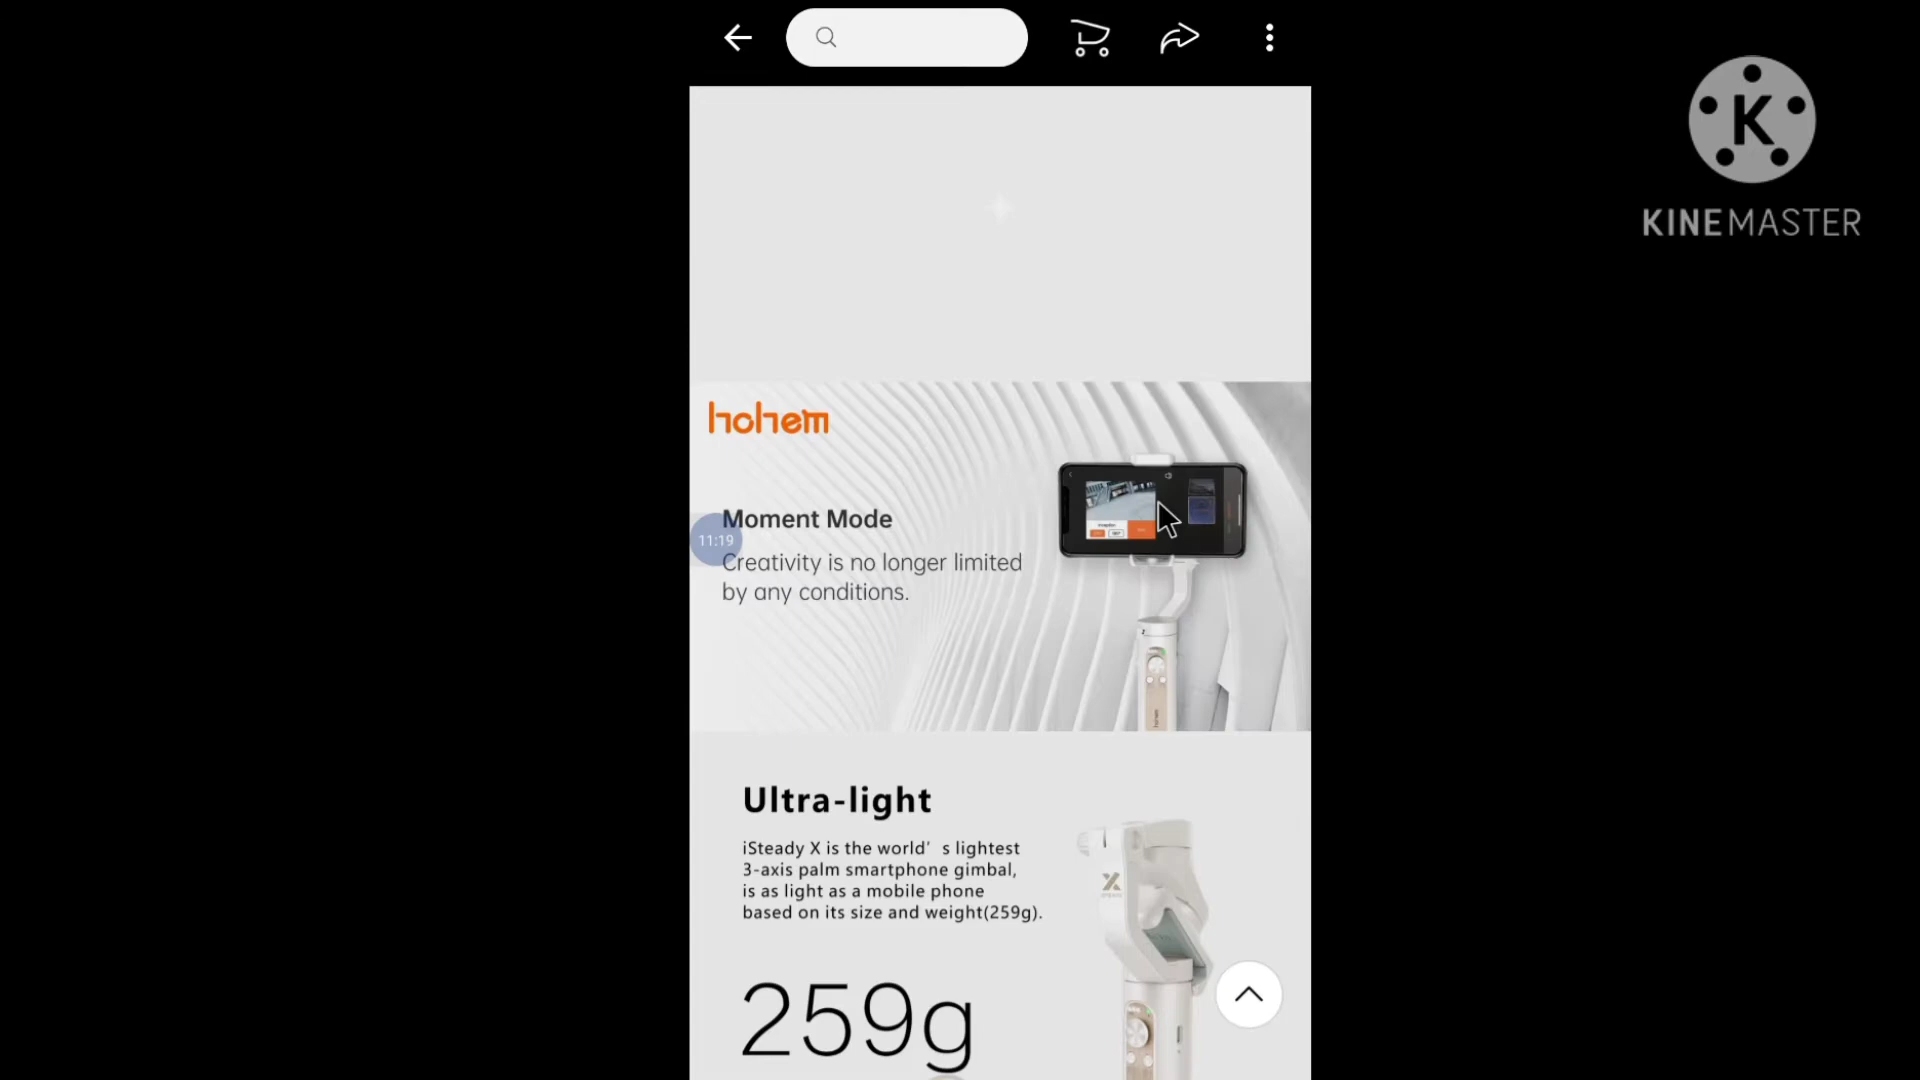 K
KINEMASTER
hohem
Moment Mode
11:19
Creativity is no longer limited
by any conditions.
Ultra-light
iSteady X is the world's lightest
3-axis palm smartphone gimbal,
is as light as a mobile phone
based on its size and weight(259g).
259g